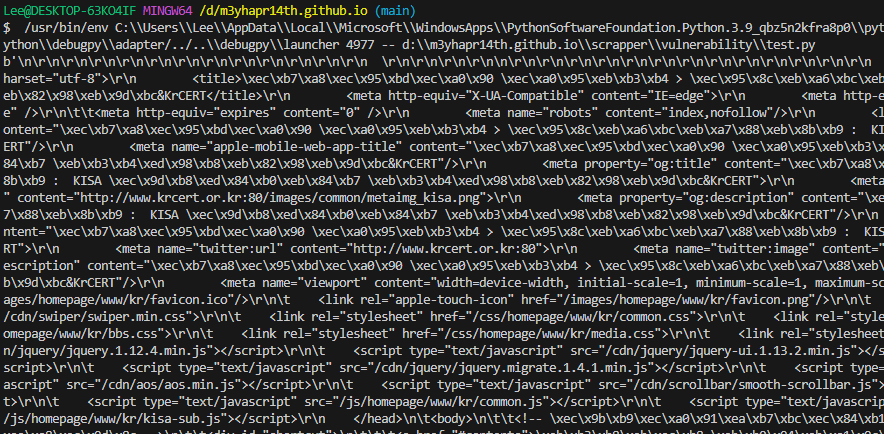 Lee@DESKTOP-63KO4IF MINGW64 /d/m3yhapr14th.github.io (main)
$  /usr/bin/env C:\\Users\\Lee\\AppData\\Local\\Microsoft\\WindowsApps\\PythonSoftwareFoundation.Python.3.9_qbz5n2kfra8p0\\pyt
ython\\debugpy\\adapter/../..\\debugpy\\launcher 4977 -- d:\\m3yhapr14th.github.io\\scrapper\\vulnerability\\test.py
b'\n\r\n\r\n\r\n\r\n\r\n\r\n\r\n\r\n\r\n\r\n\r\n\r\n\r\n  \r\n\r\n\r\n\r\n\r\n\r\n\r\n\r\n\r\n\r\n\r\n\r\n\r\n\r\n\r\n
harset="utf-8">\r\n      <title>\xec\xb7\xa8\xec\x95\xbd\xec\xa0\x90 \xec\xa0\x95\xeb\xb3\xb4 > \xec\x95\x8c\xeb\xa6\xbc\xeb
eb\x82\x98\xeb\x9d\xbc&KrCERT</title>\r\n      <meta http-equiv="X-UA-Compatible" content="IE=edge">\r\n      <meta http-e
e" />\r\n\t\t<meta http-equiv="expires" content="0" />\r\n      <meta name="robots" content="index,nofollow"/>\r\n      <l
ontent="\xec\xb7\xa8\xec\x95\xbd\xec\xa0\x90 \xec\xa0\x95\xeb\xb3\xb4 > \xec\x95\x8c\xeb\xa6\xbc\xeb\xa7\x88\xeb\x8b\xb9 :  KI
ERT"/>\r\n      <meta name="apple-mobile-web-app-title" content="\xec\xb7\xa8\xec\x95\xbd\xec\xa0\x90 \xec\xa0\x95\xeb\xb3\x
84\xb7 \xeb\xb3\xb4\xed\x98\xb8\xeb\x82\x98\xeb\x9d\xbc&KrCERT"/>\r\n      <meta property="og:title" content="\xec\xb7\xa8\x
8b\xb9 :  KISA \xec\x9d\xb8\xed\x84\xb0\xeb\x84\xb7 \xeb\xb3\xb4\xed\x98\xb8\xeb\x82\x98\xeb\x9d\xbc&KrCERT">\r\n      <meta
" content="http://www.krcert.or.kr:80/images/common/metaimg_kisa.png">\r\n      <meta property="og:description" content="\xe
7\x88\xeb\x8b\xb9 :  KISA \xec\x9d\xb8\xed\x84\xb0\xeb\x84\xb7 \xeb\xb3\xb4\xed\x98\xb8\xeb\x82\x98\xeb\x9d\xbc&KrCERT"/>\r\n
ntent="\xec\xb7\xa8\xec\x95\xbd\xec\xa0\x90 \xec\xa0\x95\xeb\xb3\xb4 > \xec\x95\x8c\xeb\xa6\xbc\xeb\xa7\x88\xeb\x8b\xb9 :  KIS
RT">\r\n      <meta name="twitter:url" content="http://www.krcert.or.kr:80">\r\n      <meta name="twitter:image" content="
escription" content="\xec\xb7\xa8\xec\x95\xbd\xec\xa0\x90 \xec\xa0\x95\xeb\xb3\xb4 > \xec\x95\x8c\xeb\xa6\xbc\xeb\xa7\x88\xeb\
b\x9d\xbc&KrCERT"/>\r\n      <meta name="viewport" content="width=device-width, initial-scale=1, minimum-scale=1, maximum-sc
ages/homepage/www/kr/favicon.ico"/>\r\n\t    <link rel="apple-touch-icon" href="/images/homepage/www/kr/favicon.png"/>\r\n\t
/cdn/swiper/swiper.min.css">\r\n\t    <link rel="stylesheet" href="/css/homepage/www/kr/common.css">\r\n\t    <link rel="style
omepage/www/kr/bbs.css">\r\n\t    <link rel="stylesheet" href="/css/homepage/www/kr/media.css">\r\n\t    <link rel="stylesh
n/jquery/jquery.1.12.4.min.js"></script>\r\n\t    <script type="text/javascript" src="/cdn/jquery/jquery-ui.1.13.2.min.js"></s
script>\r\n\t    <script type="text/javascript" src="/cdn/jquery/jquery.migrate.1.4.1.min.js"></script>\r\n\t    <script t
ascript" src="/cdn/aos/aos.min.js"></script>\r\n\t    <script type="text/javascript" src="/cdn/scrollbar/smooth-scrollbar.js">
t>\r\n\t    <script type="text/javascript" src="/js/homepage/www/kr/common.js"></script>\r\n\t    <script type="text/javascr
/js/homepage/www/kr/kisa-sub.js"></script>\r\n    </head>\n\t<body>\n\t\t<!-- \xec\x9b\xb9\xec\xa0\x91\xea\xb7\xbc\xec\x84\xb1